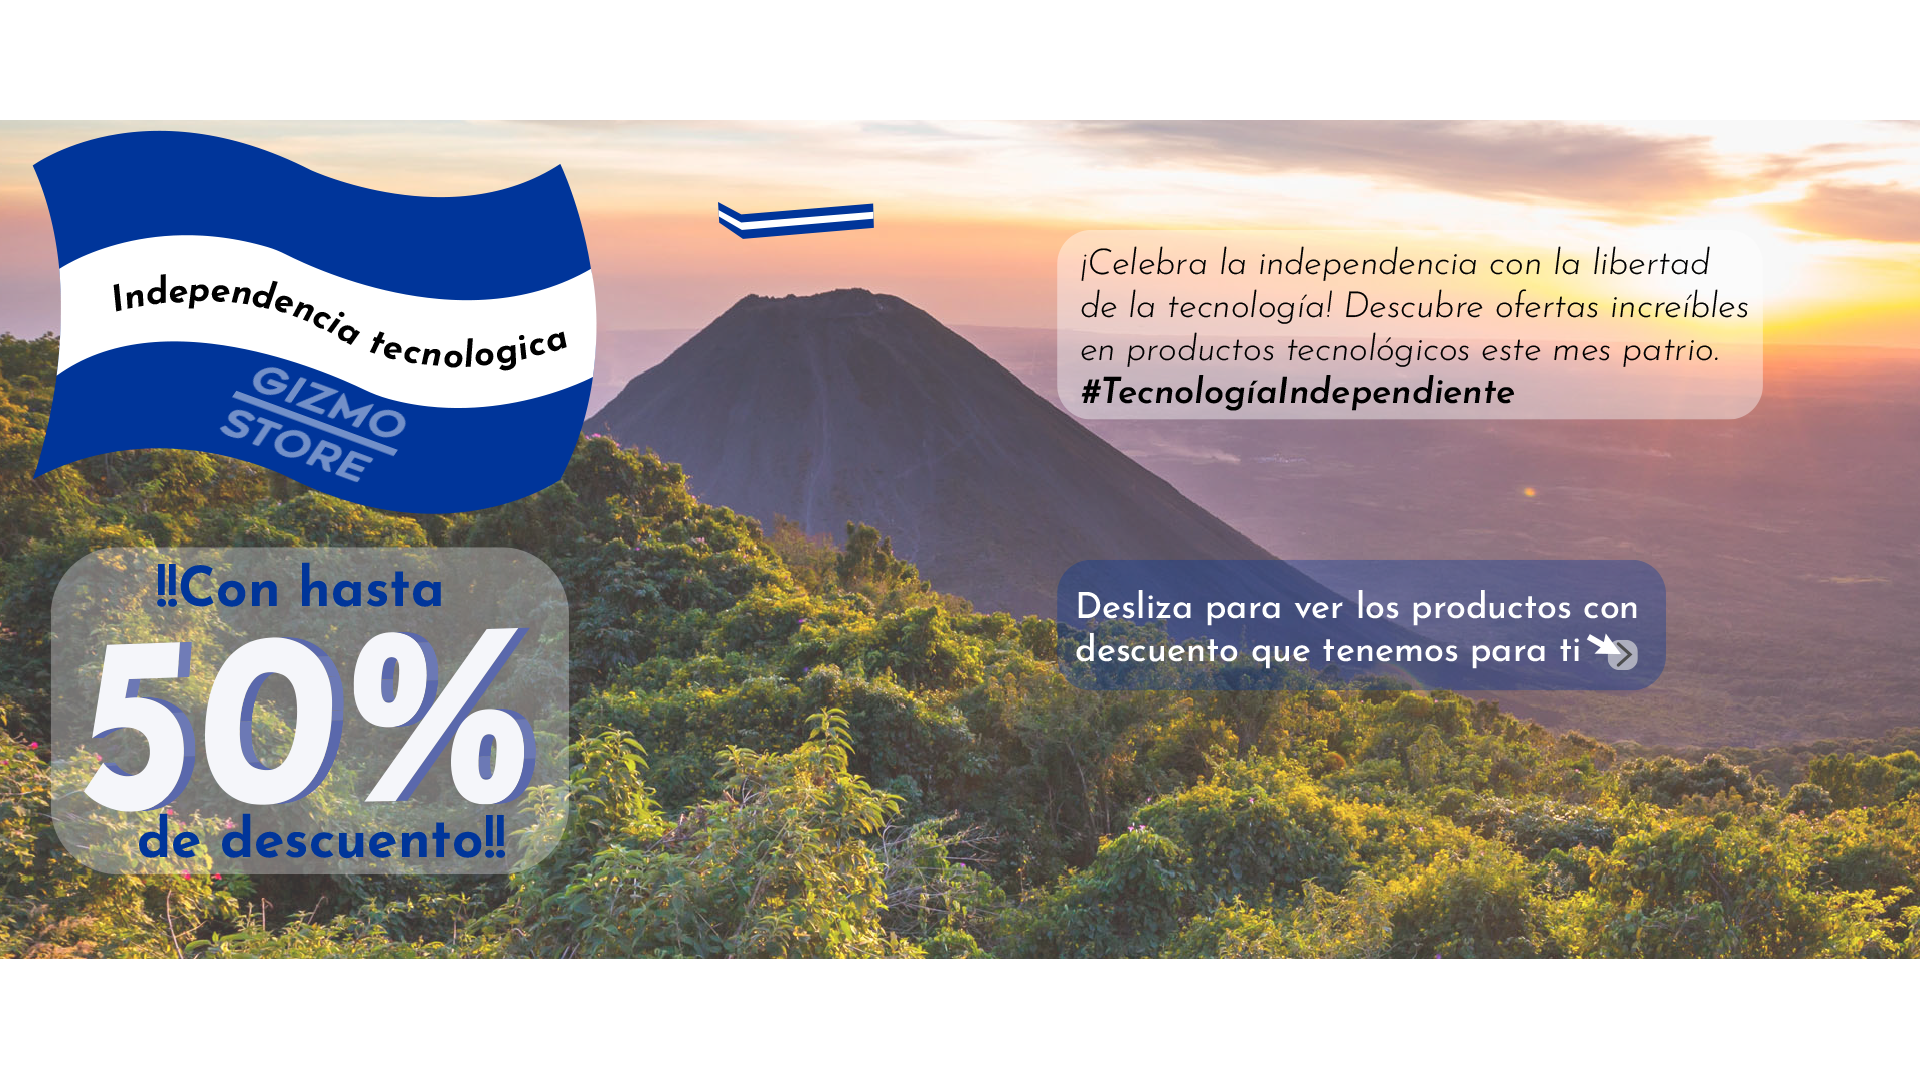 Independencia tecnologica
GIZMO
STORE
!!Con hasta
50%
de descuento!!
¡Celebra la independencia con la libertad
de la tecnología! Descubre ofertas increíbles
en productos tecnológicos este mes patrio.
#TecnologíaIndependiente
Desliza para ver los productos con
descuento que tenemos para ti